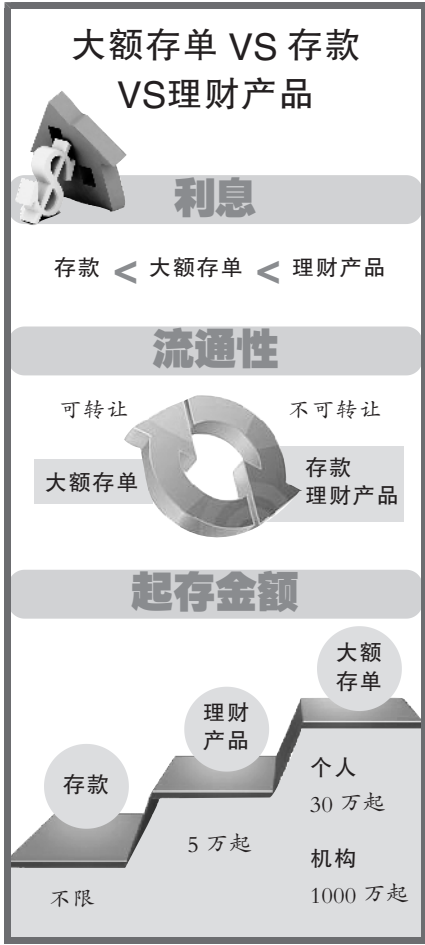 大额存单 VS 存款
VS理财产品
利息
存款 < 大额存单 < 理财产品
流通性
可转让 不可转让
大额存单
存款
理财产品
起存金额
大额
存单
理财
产品
存款
个人
30 万起
5 万起
机构
不限
1000 万起